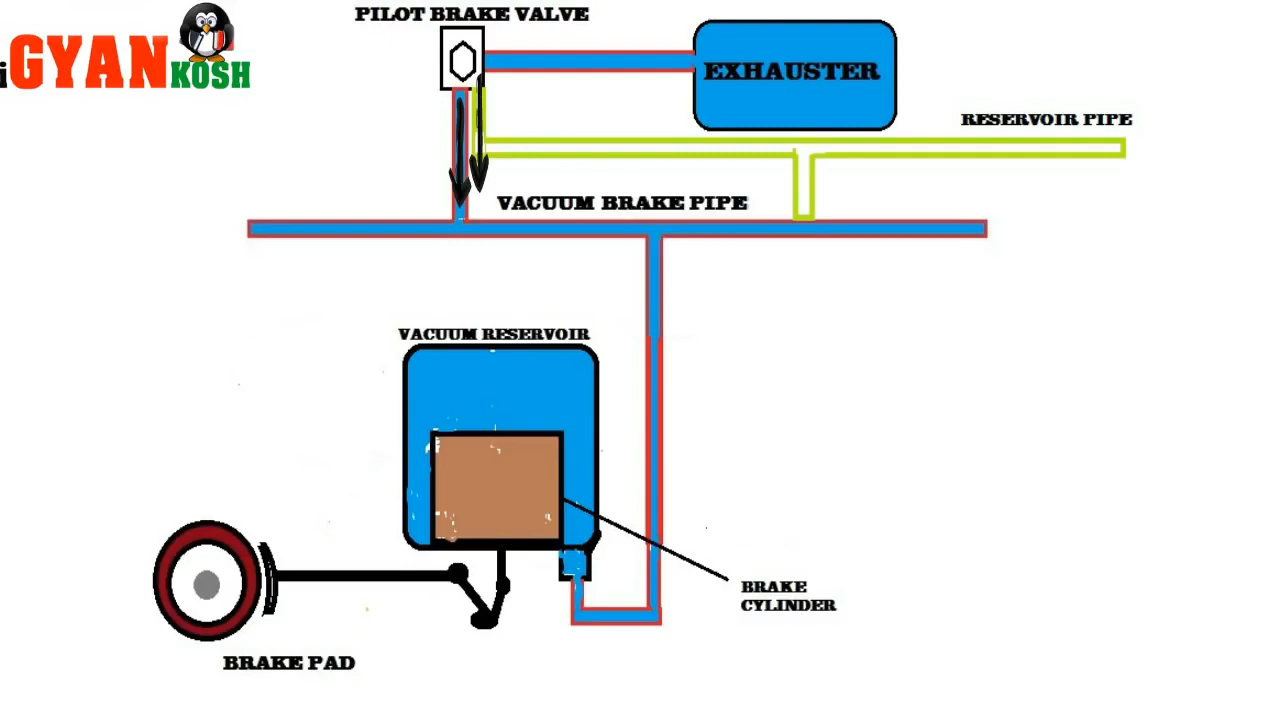 iGYANKOSH
PILOT BRAKE VALVE
EXHAUSTER
RESERVOIR PIPE
VACUUM BRAKE PIPE
VACUUM RESERVOIR
BRAKE
CYLINDER
BRAKE PAD